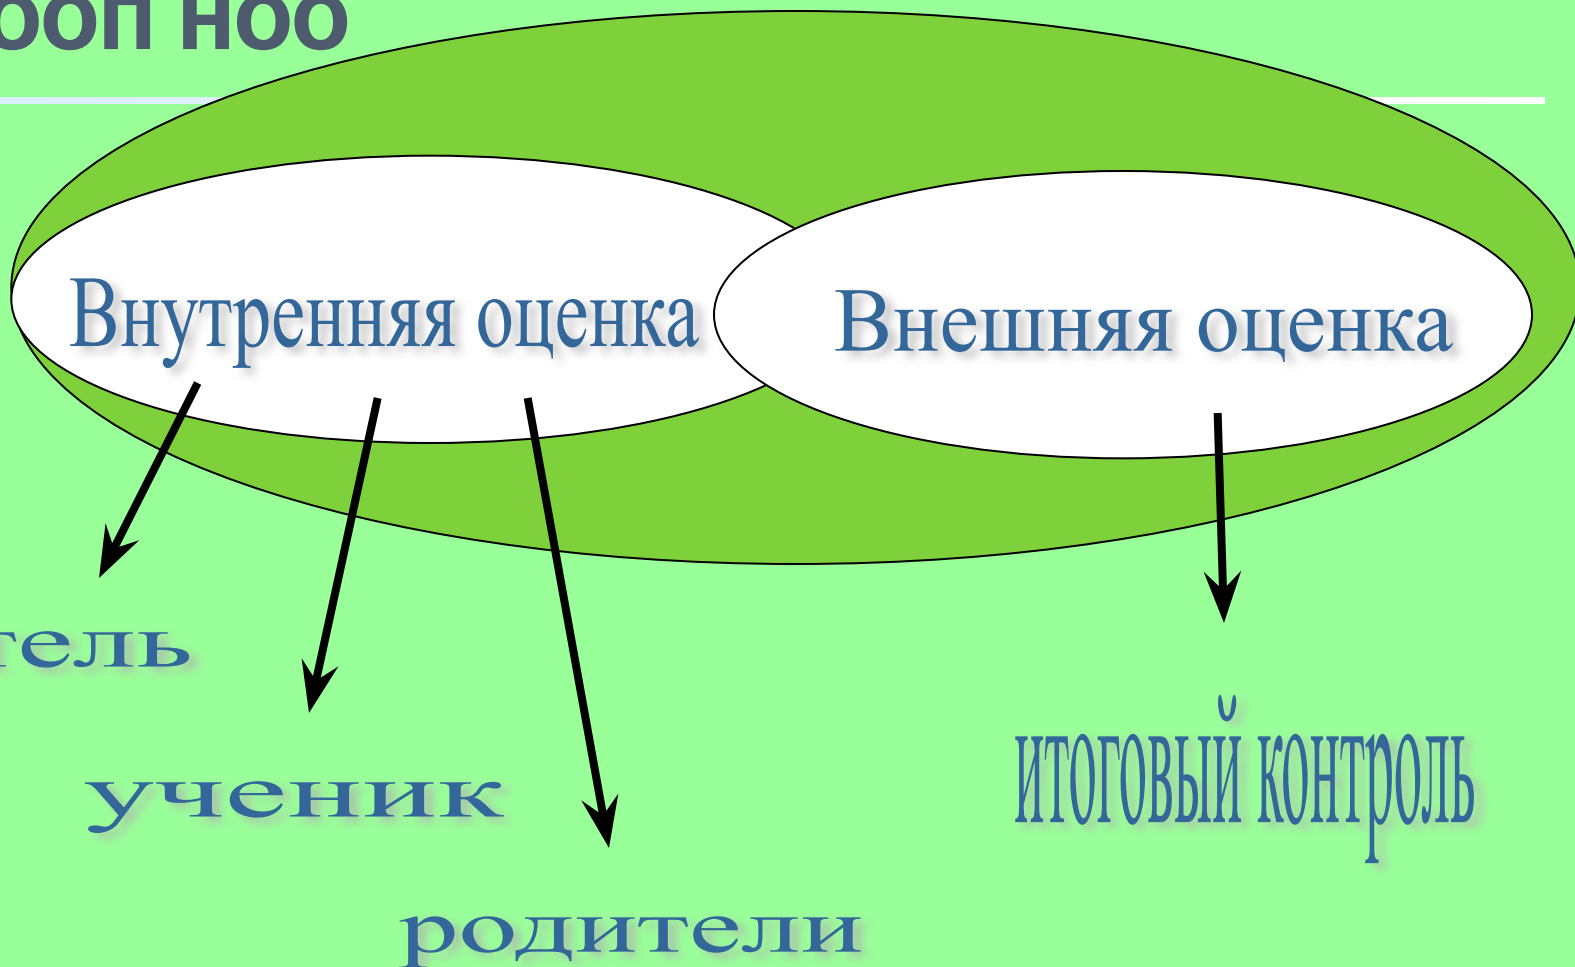 ООП НОО
Внутренняя оценка
Внешняя оценка
тель
ученик
итоговый контроль
родители